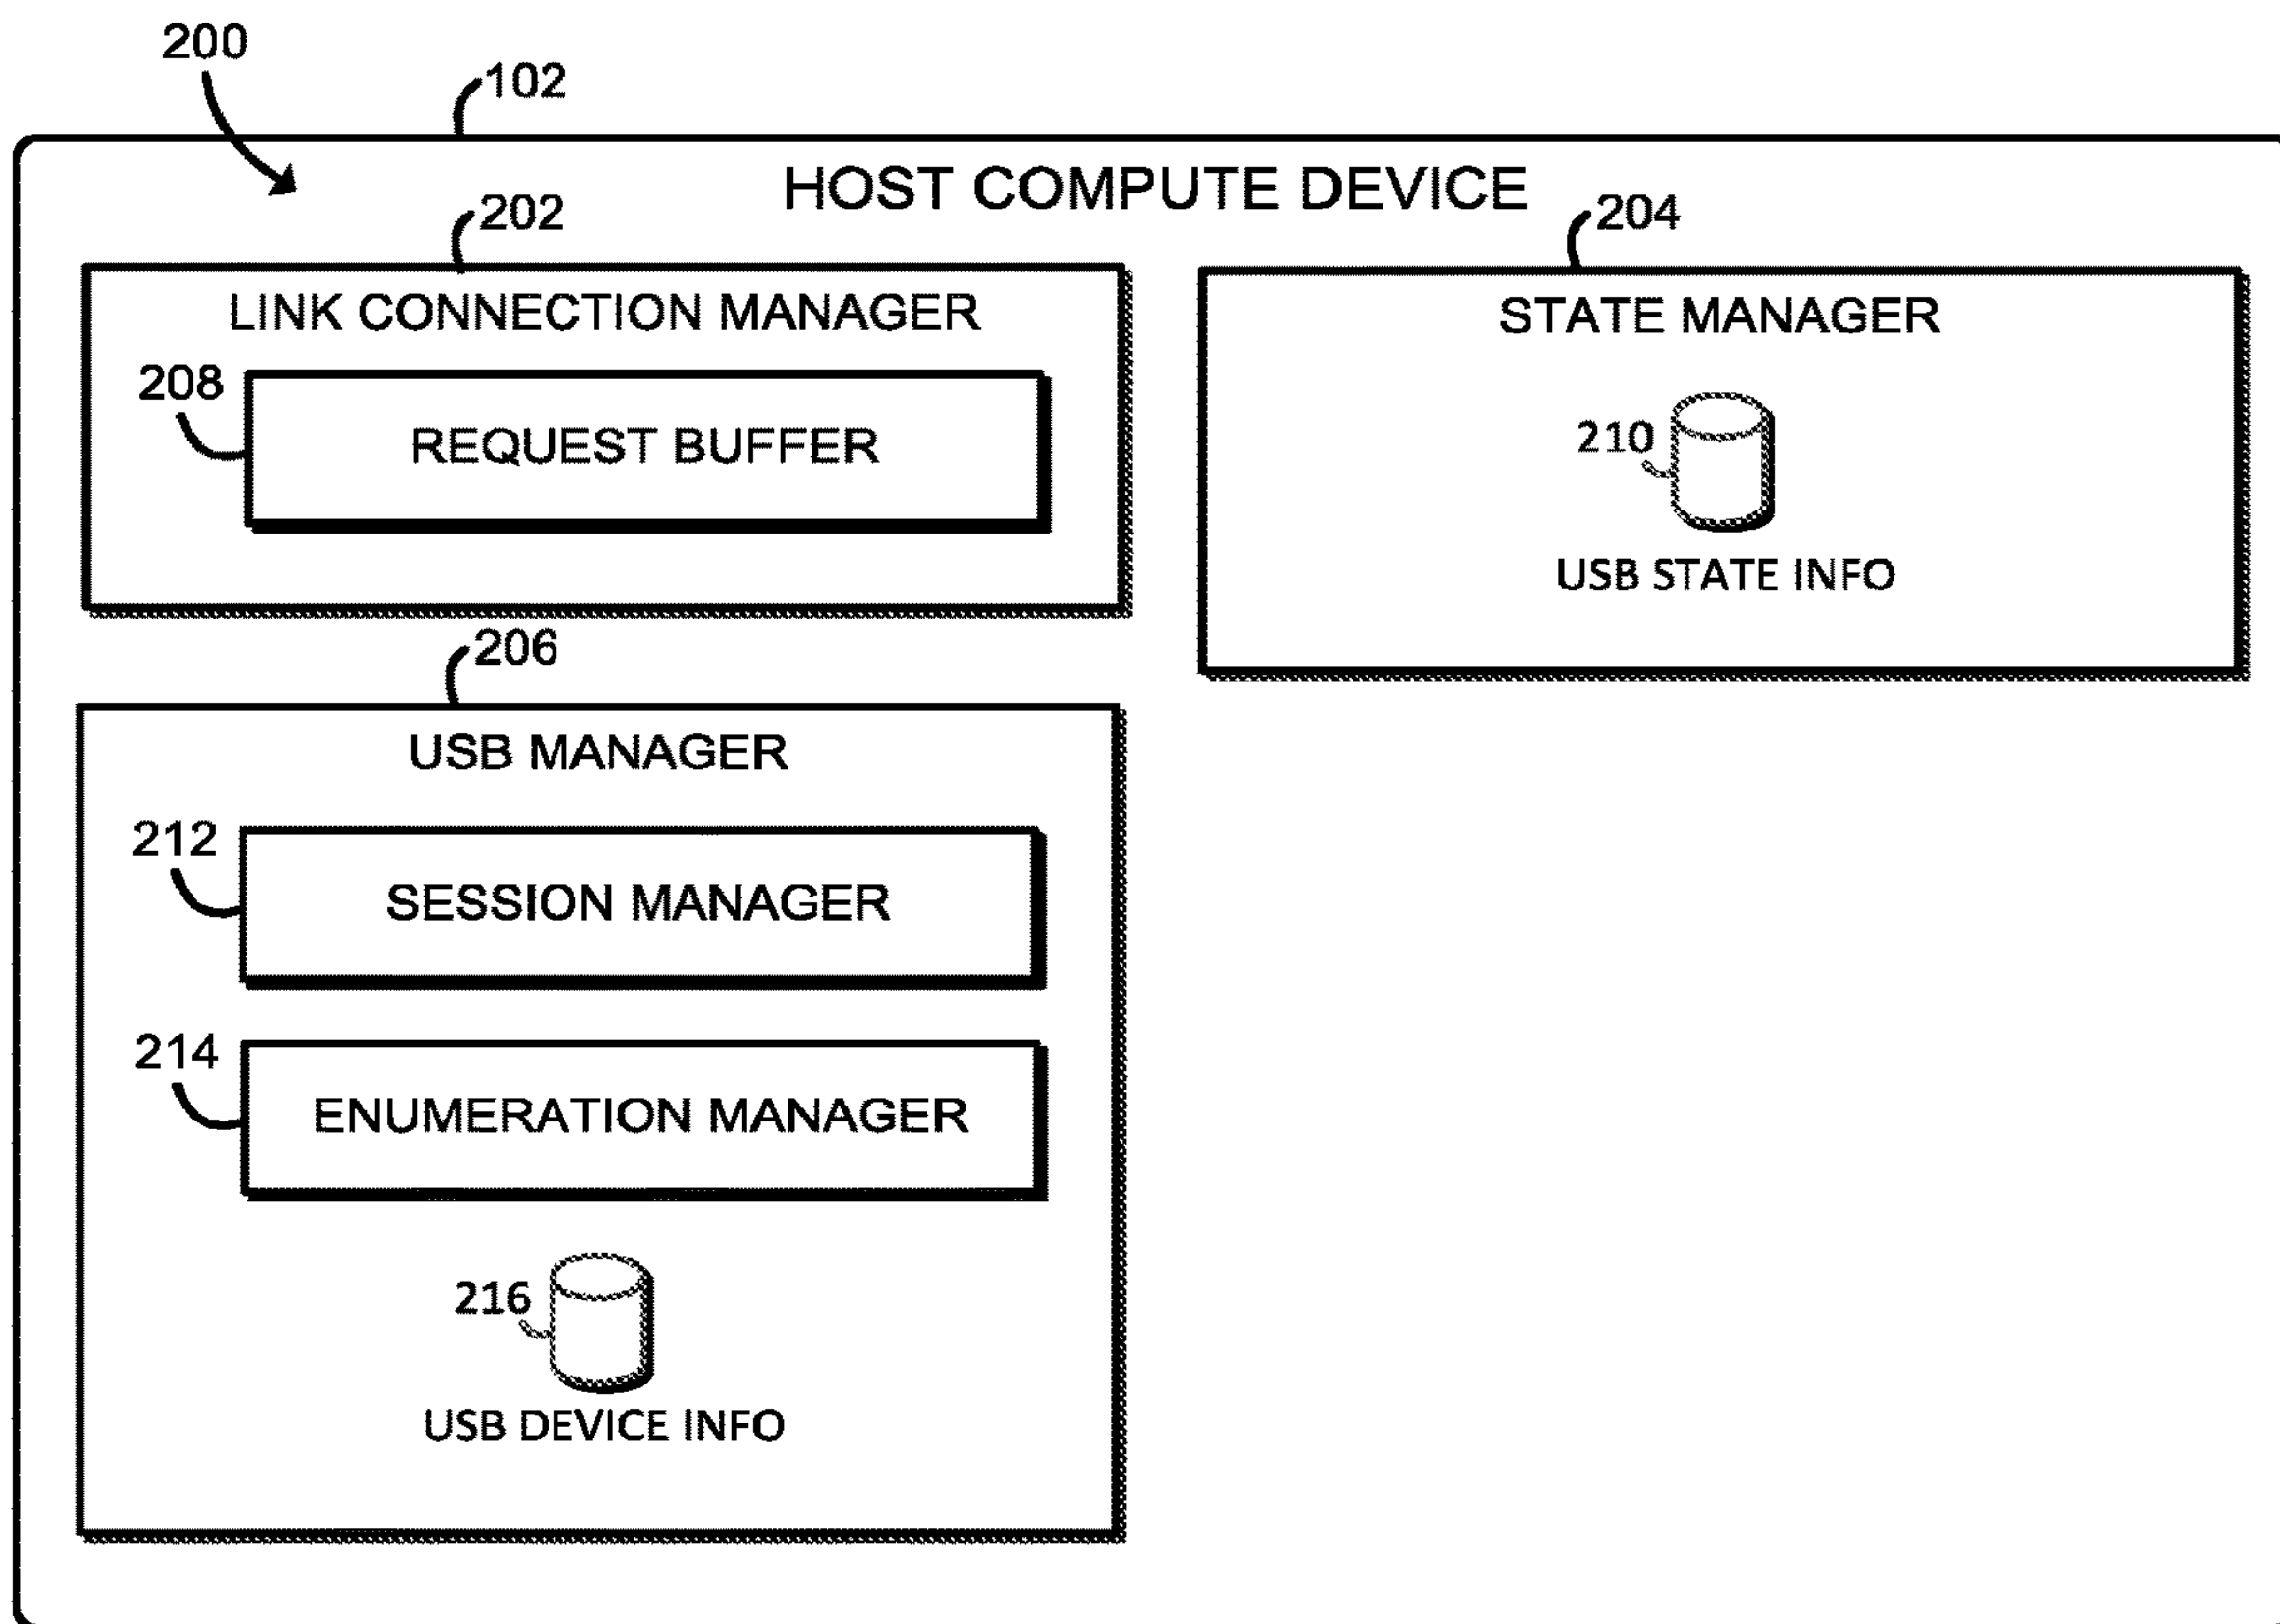 200
102
HOST COMPUTE DEVICE
202
204
LINK CONNECTION MANAGER
STATE MANAGER
208
REQUEST BUFFER
210
USB STATE INFO
206
USB MANAGER
212
SESSION MANAGER
214
ENUMERATION MANAGER
216
USB DEVICE INFO